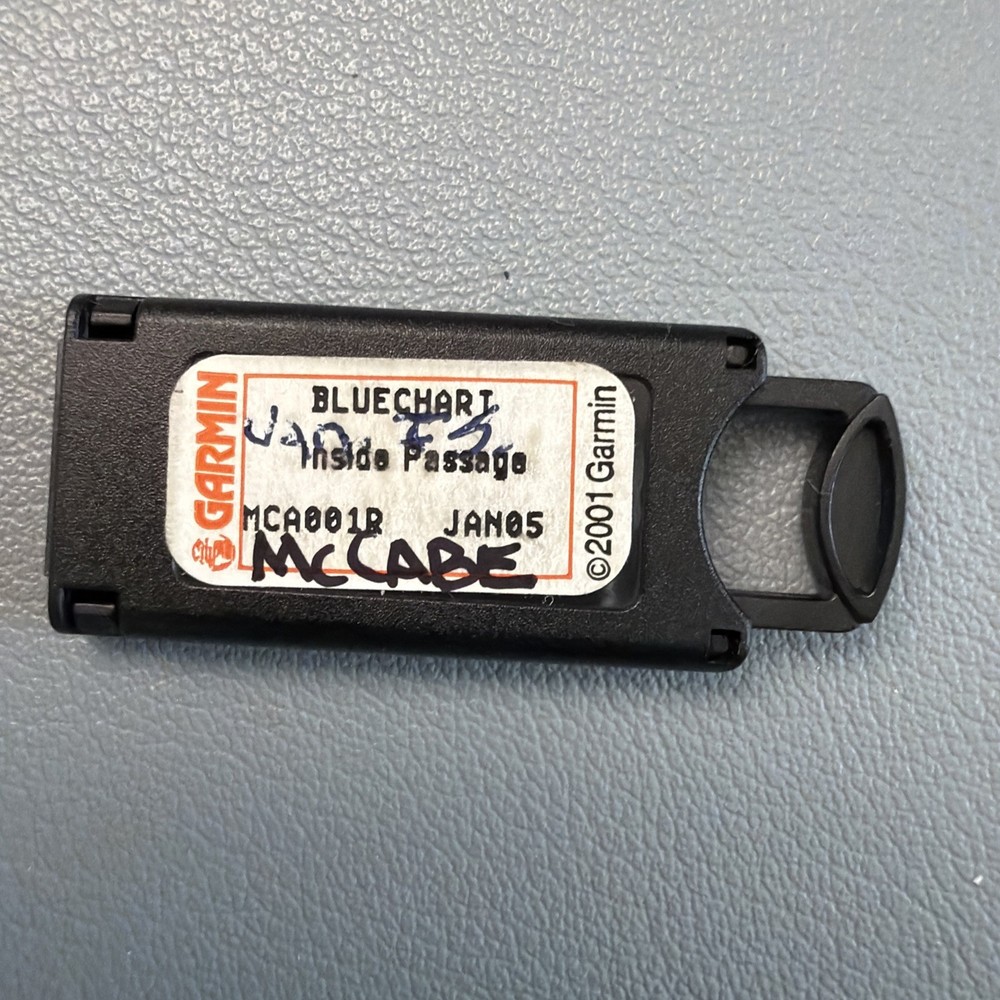 GARMIN
BLUECHART
Inside Passage
MCA001R JAN05
McCABE
©2001 Garmin